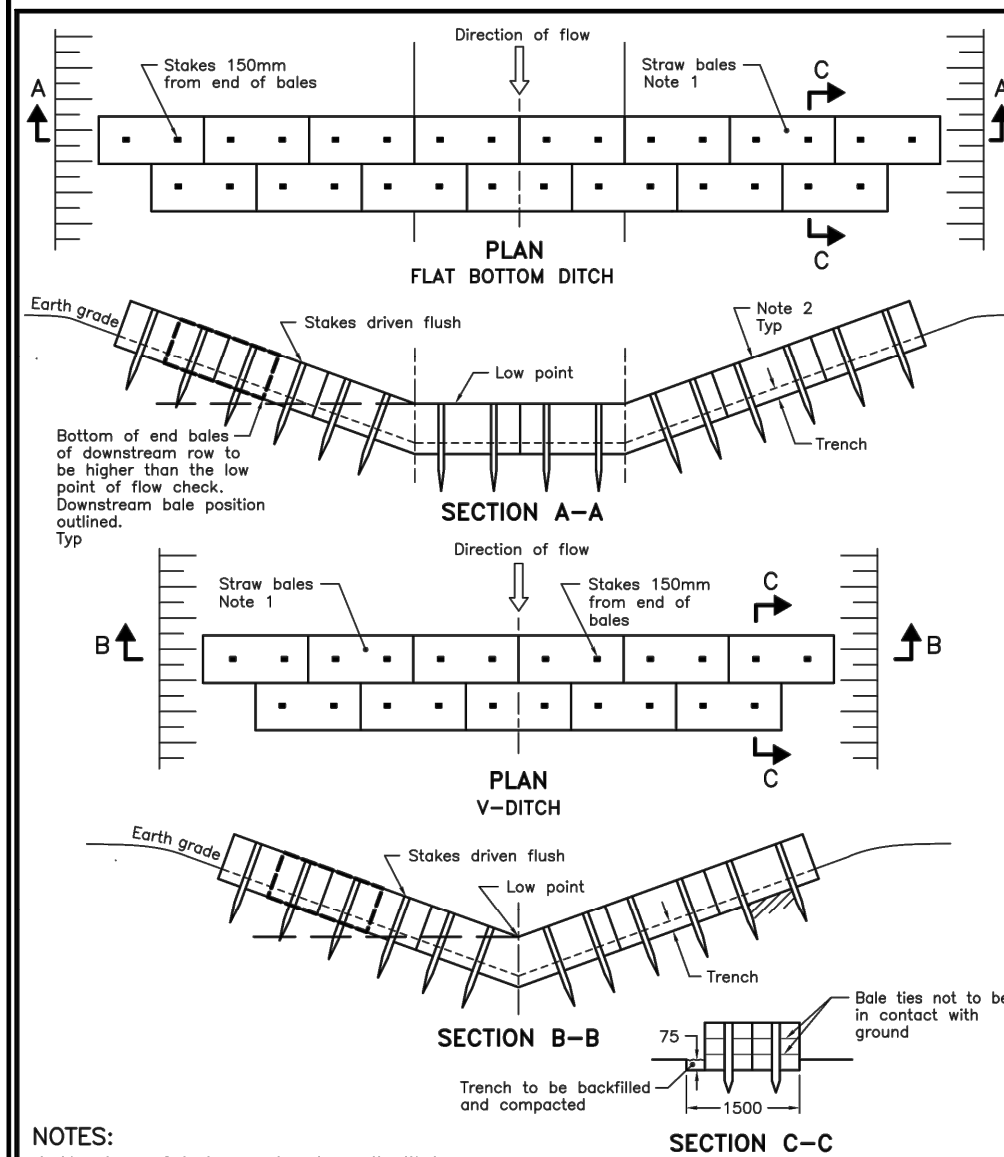 Direction of flow
Stakes 150mm
from end of bales
Straw bales
Note 1
C
A
A
C
PLAN
FLAT BOTTOM DITCH
Earth grade
Stakes driven flush
Note 2
Typ
Low point
Trench
Bottom of end bales
of downstream row to
be higher than the low
point of flow check.
Downstream bale position
outlined.
Typ
SECTION A-A
Direction of flow
Straw bales
Note 1
Stakes 150mm
from end of
bales
C
B
B
C
PLAN
V-DITCH
Earth grade
Stakes driven flush
Low point
Trench
SECTION B-B
Bale ties not to be
in contact with
ground
75
Trench to be backfilled
and compacted
1500
SECTION C-C
NOTES: